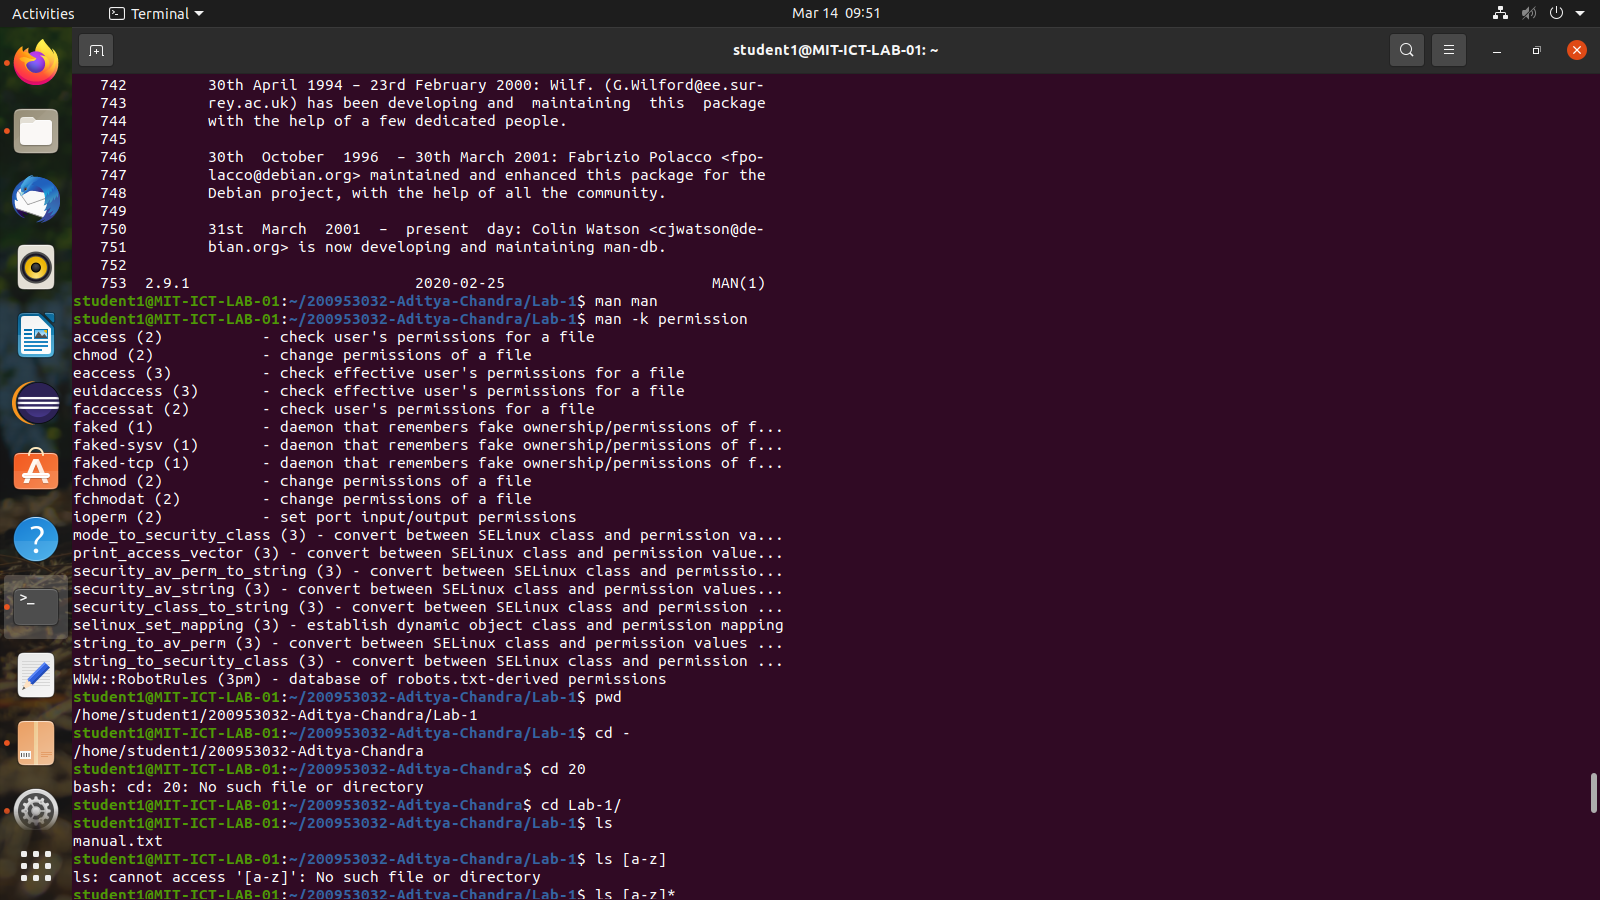 Activities
Terminal
Mar 14 09:51
student1@MIT-ICT-LAB-01: ~
742 30th April 1994 – 23rd February 2000: Wilf. (G.Wilford@ee.sur-
743 rey.ac.uk) has been developing and maintaining this package
744 with the help of a few dedicated people.
745
746 30th October 1996 – 30th March 2001: Fabrizio Polacco <fpo-
747 lacco@debian.org> maintained and enhanced this package for the
748 Debian project, with the help of all the community.
749
750 31st March 2001 – present day: Colin Watson <cjwatson@de-
751 bian.org> is now developing and maintaining man-db.
752
753 2.9.1 2020-02-25 MAN(1)
student1@MIT-ICT-LAB-01:~/200953032-Aditya-Chandra/Lab-1$ man man
student1@MIT-ICT-LAB-01:~/200953032-Aditya-Chandra/Lab-1$ man -k permission
access (2) - check user's permissions for a file
chmod (2) - change permissions of a file
eaccess (3) - check effective user's permissions for a file
euidaccess (3) - check effective user's permissions for a file
faccessat (2) - check user's permissions for a file
faked (1) - daemon that remembers fake ownership/permissions of f...
faked-sysv (1) - daemon that remembers fake ownership/permissions of f...
faked-tcp (1) - daemon that remembers fake ownership/permissions of f...
fchmod (2) - change permissions of a file
fchmodat (2) - change permissions of a file
ioperm (2) - set port input/output permissions
mode_to_security_class (3) - convert between SELinux class and permission va...
print_access_vector (3) - convert between SELinux class and permission value...
security_av_perm_to_string (3) - convert between SELinux class and permissio...
security_av_string (3) - convert between SELinux class and permission values...
security_class_to_string (3) - convert between SELinux class and permission ...
selinux_set_mapping (3) - establish dynamic object class and permission mapping
string_to_av_perm (3) - convert between SELinux class and permission values ...
string_to_security_class (3) - convert between SELinux class and permission ...
WWW::RobotRules (3pm) - database of robots.txt-derived permissions
student1@MIT-ICT-LAB-01:~/200953032-Aditya-Chandra/Lab-1$ pwd
/home/student1/200953032-Aditya-Chandra/Lab-1
student1@MIT-ICT-LAB-01:~/200953032-Aditya-Chandra/Lab-1$ cd -
/home/student1/200953032-Aditya-Chandra
student1@MIT-ICT-LAB-01:~/200953032-Aditya-Chandra$ cd 20
bash: cd: 20: No such file or directory
student1@MIT-ICT-LAB-01:~/200953032-Aditya-Chandra$ cd Lab-1/
student1@MIT-ICT-LAB-01:~/200953032-Aditya-Chandra/Lab-1$ ls
manual.txt
student1@MIT-ICT-LAB-01:~/200953032-Aditya-Chandra/Lab-1$ ls [a-z]
ls: cannot access '[a-z]': No such file or directory
student1@MIT-ICT-LAB-01:~/200953032-Aditya-Chandra/Lab-1$ ls [a-z]*